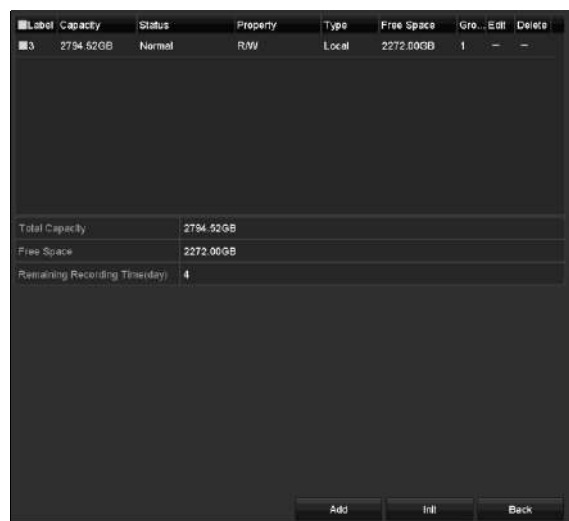 Label Capacity Status Property Type Free Space Gro... Edit Delete
3 2794.52GB Normal R/W Local 2272.00GB 1 — —
Total Capacity 2794.52GB
Free Space 2272.00GB
Remaining Recording Time(day) 4
Add Init Back